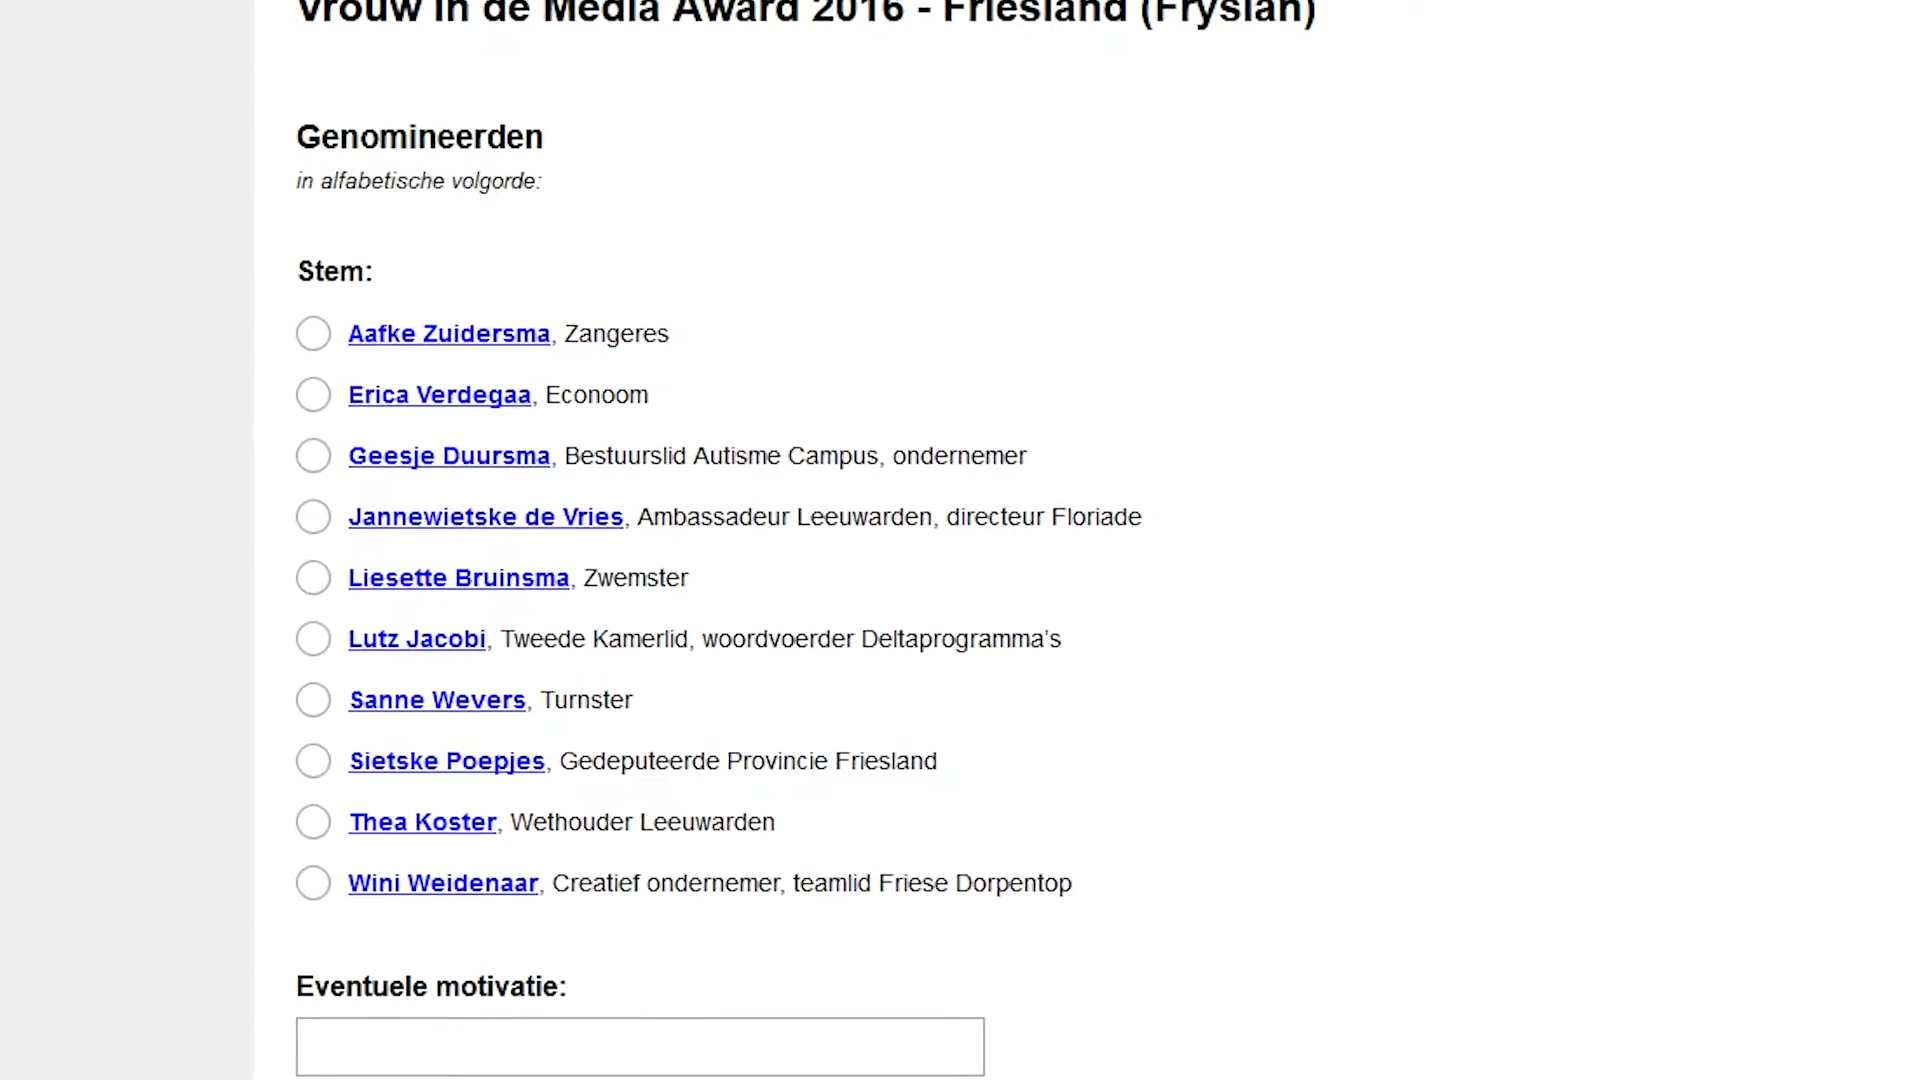 Vrouw in de Media Award 2016 - Friesland (Fryslân)
Genomineerden
in alfabetische volgorde:
Stem:
Aafke Zuidersma, Zangeres
Erica Verdegaa, Econoom
Geesje Duursma, Bestuurslid Autisme Campus, ondernemer
Jannewietske de Vries, Ambassadeur Leeuwarden, directeur Floriade
Liesette Bruinsma, Zwemster
Lutz Jacobi, Tweede Kamerlid, woordvoerder Deltaprogramma's
Sanne Wevers, Turnster
Sietske Poepjes, Gedeputeerde Provincie Friesland
Thea Koster, Wethouder Leeuwarden
Wini Weidenaar, Creatief ondernemer, teamlid Friese Dorpentop
Eventuele motivatie: